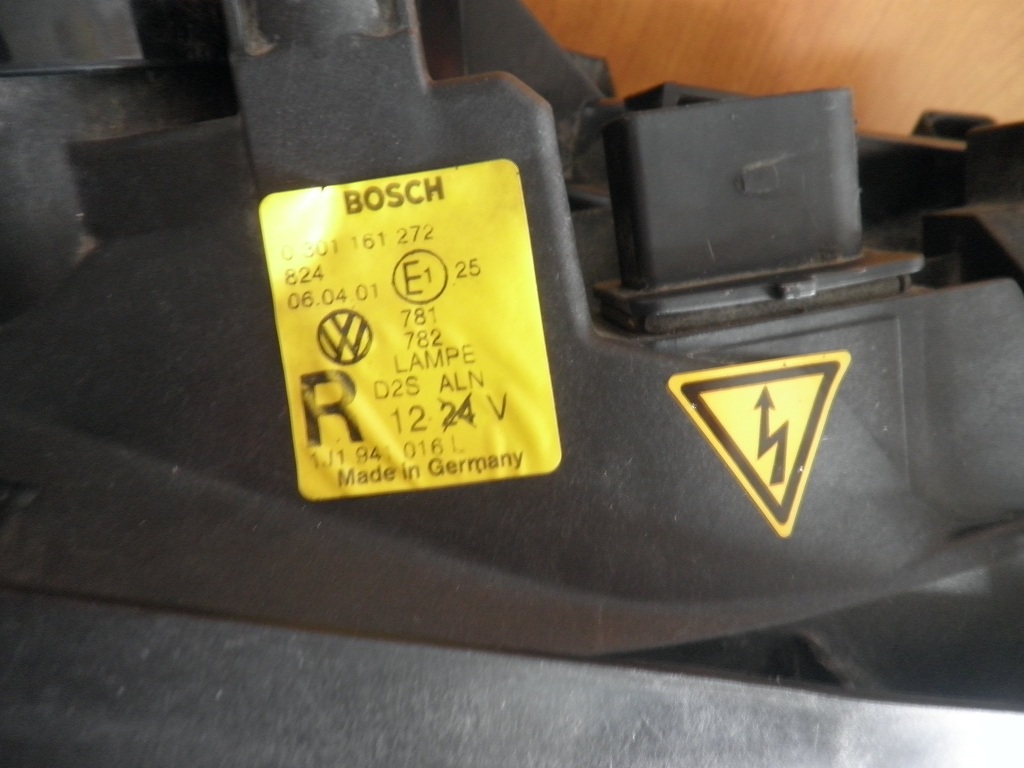 BOSCH
0 301 161 272
824
E1 25
06.04.01
781
782
LAMPE
R D2S ALN
12 24 V
1J1 941 016 L
Made in Germany